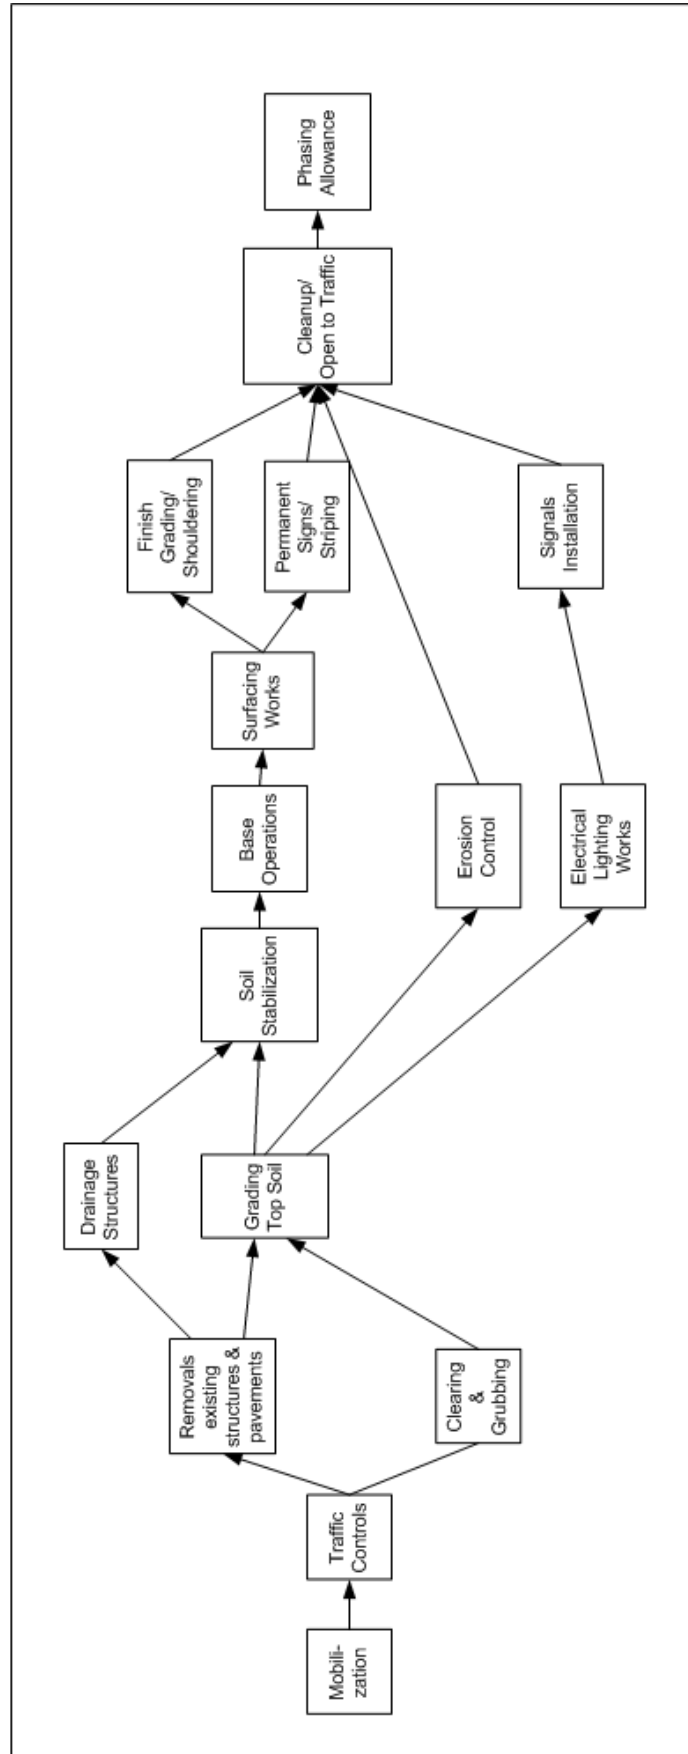 Mobili-
zation
Traffic
Controls
Removals
existing
structures &
pavements
Clearing
&
Grubbing
Drainage
Structures
Grading
Top Soil
Soil
Stabilization
Base
Operations
Erosion
Control
Electrical
Lighting
Works
Surfacing
Works
Finish
Grading/
Shouldering
Permanent
Signs/
Striping
Signals
Installation
Cleanup/
Open to Traffic
Phasing
Allowance